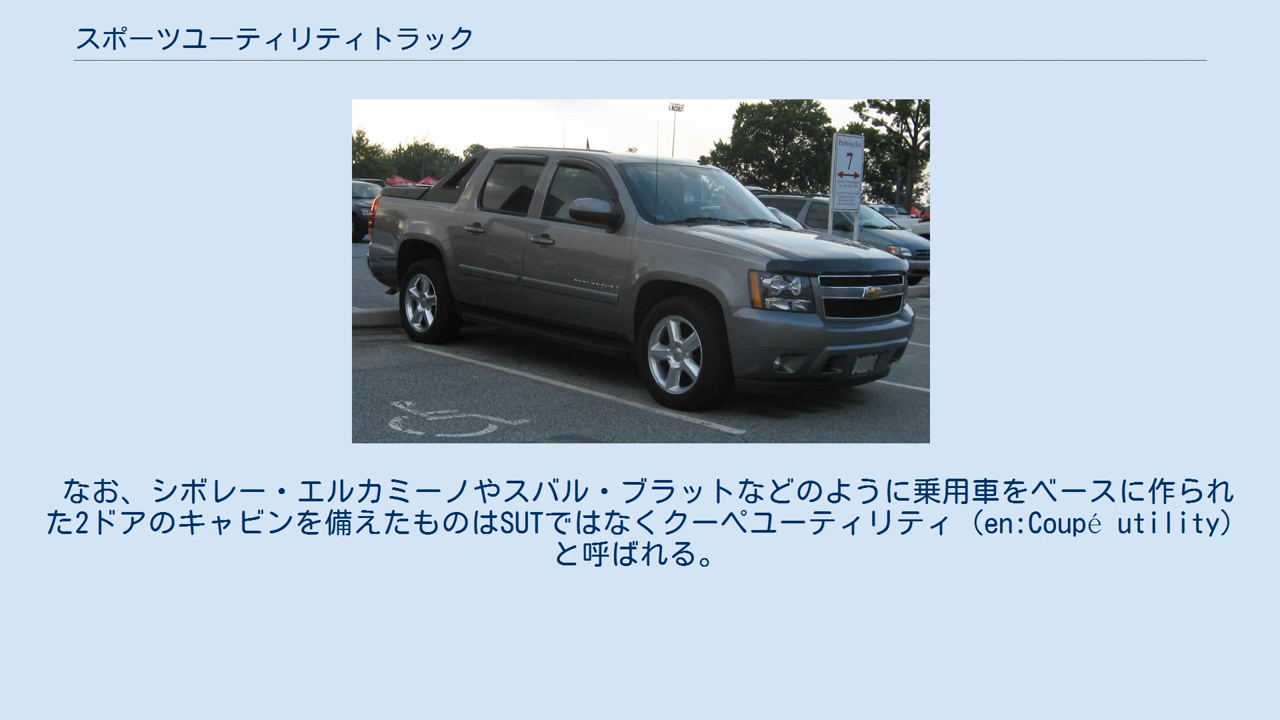 スポーツユーティリティトラック
Parking Lot
7
なお、シボレー・エルカミーノやスバル・ブラットなどのように乗用車をベースに作られ
た2ドアのキャビンを備えたものはSUTではなくクーペユーティリティ（en:Coupé utility）
と呼ばれる。